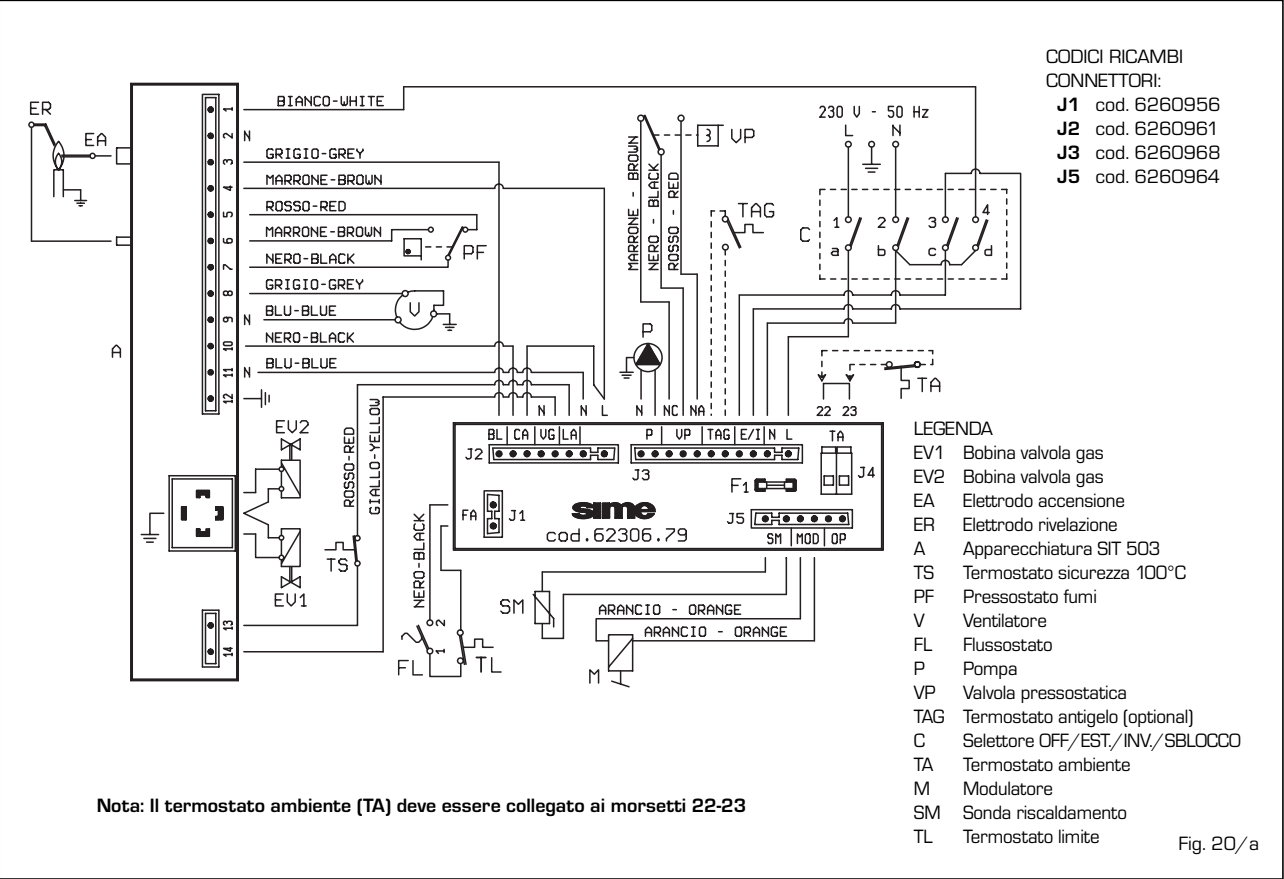 CODICI RICAMBI
CONNETTORI:
J1 cod. 6260956
J2 cod. 6260961
J3 cod. 6260968
J5 cod. 6260964
ER
EA
A
1
2 N
3
4
5
6
7
8
9 N
10
11 N
12
13
14
BIANCO-WHITE
GRIGIO-GREY
MARRONE-BROWN
ROSSO-RED
MARRONE-BROWN
NERO-BLACK
GRIGIO-GREY
BLU-BLUE
NERO-BLACK
BLU-BLUE
PF
V
EV2
EV1
ROSSO-RED
GIALLO-YELLOW
TS
MARRONE - BROWN
NERO - BLACK
ROSSO - RED
VP
TAG
P
230 V - 50 Hz
L N
C
1 2 3 4
a b c d
TA
22 23
N N L
N NC NA
BL CA VG LA
J2
P VP TAG E/I N L
J3
TA
J4
F1
FA J1
sime
cod.62306.79
J5
SM MOD OP
NERO-BLACK
2
1
FL
TL
SM
ARANCIO - ORANGE
ARANCIO - ORANGE
M
LEGENDA
EV1 Bobina valvola gas
EV2 Bobina valvola gas
EA Elettrodo accensione
ER Elettrodo rivelazione
A Apparecchiatura SIT 503
TS Termostato sicurezza 100°C
PF Pressostato fumi
V Ventilatore
FL Flussostato
P Pompa
VP Valvola pressostatica
TAG Termostato antigelo (optional)
C Selettore OFF/EST./INV./SBLOCCO
TA Termostato ambiente
M Modulatore
SM Sonda riscaldamento
TL Termostato limite
Nota: Il termostato ambiente (TA) deve essere collegato ai morsetti 22-23
Fig. 20/a